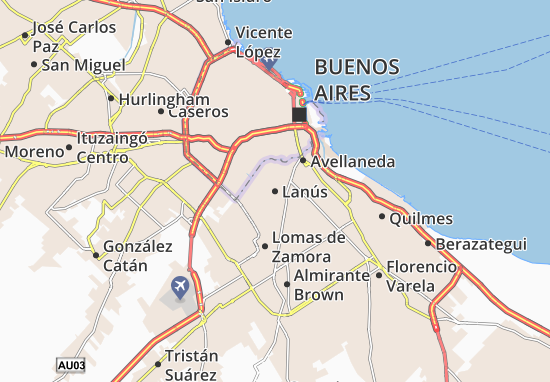 San Isidro
José Carlos
Paz
Vicente
López
San Miguel
BUENOS
AIRES
Hurlingham
Caseros
Ituzaingó
Centro
Moreno
Avellaneda
Lanús
Quilmes
González
Catán
Lomas de
Zamora
Berazategui
Almirante
Brown
Florencio
Varela
AU03
Tristán
Suárez